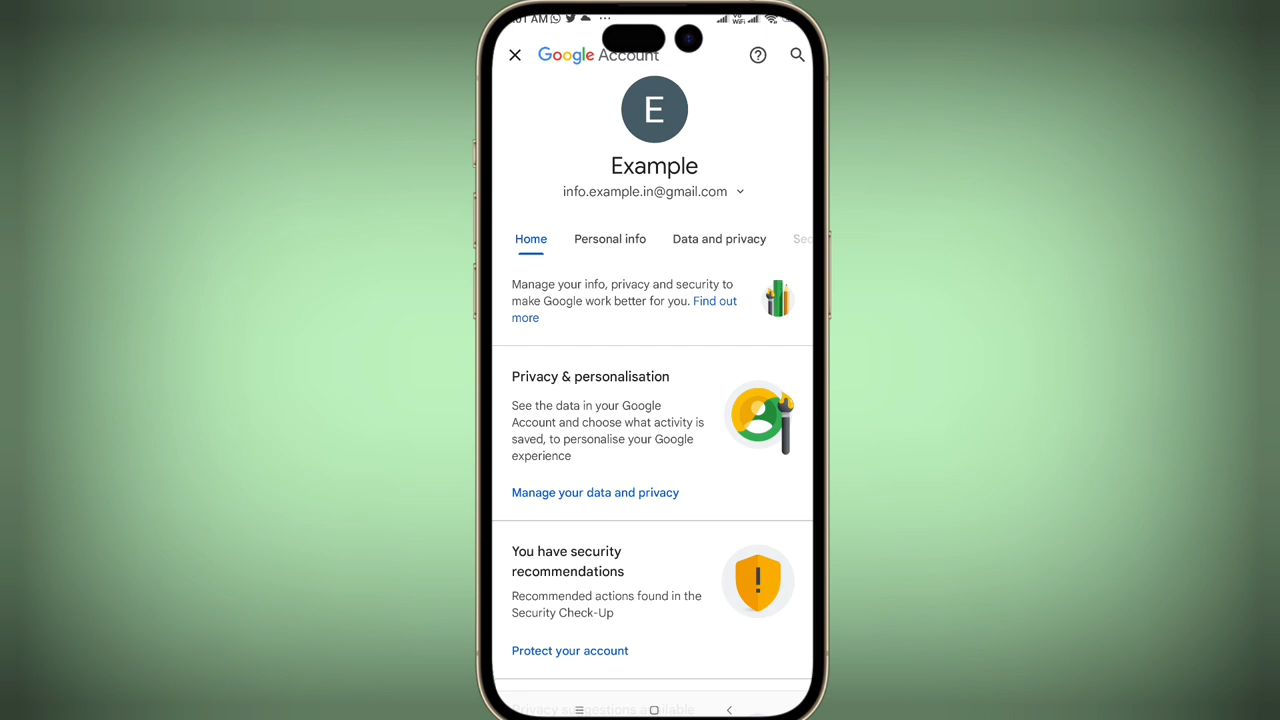 :01 AM
Google Account
E
Example
info.example.in@gmail.com
Home Personal info Data and privacy Sec
Manage your info, privacy and security to
make Google work better for you. Find out
more
Privacy & personalisation
See the data in your Google
Account and choose what activity is
saved, to personalise your Google
experience
Manage your data and privacy
You have security
recommendations
Recommended actions found in the
Security Check-Up
Protect your account
Privacy suggestions available